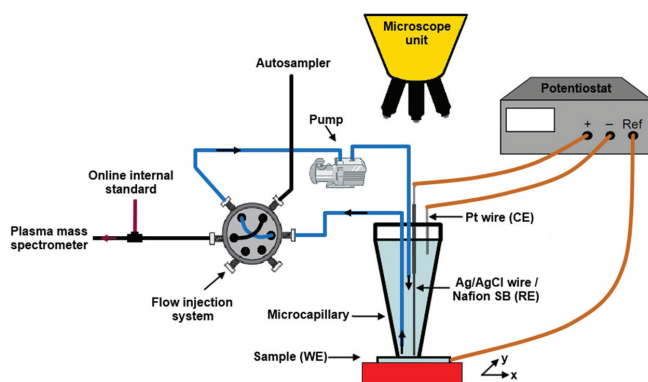 Microscope
unit
Autosampler
Potentiostat
Pump
+ − Ref
Online internal
standard
Pt wire (CE)
Plasma mass
spectrometer
Ag/AgCl wire /
Nafion SB (RE)
Flow injection
system
Microcapillary
Sample (WE)
y
x